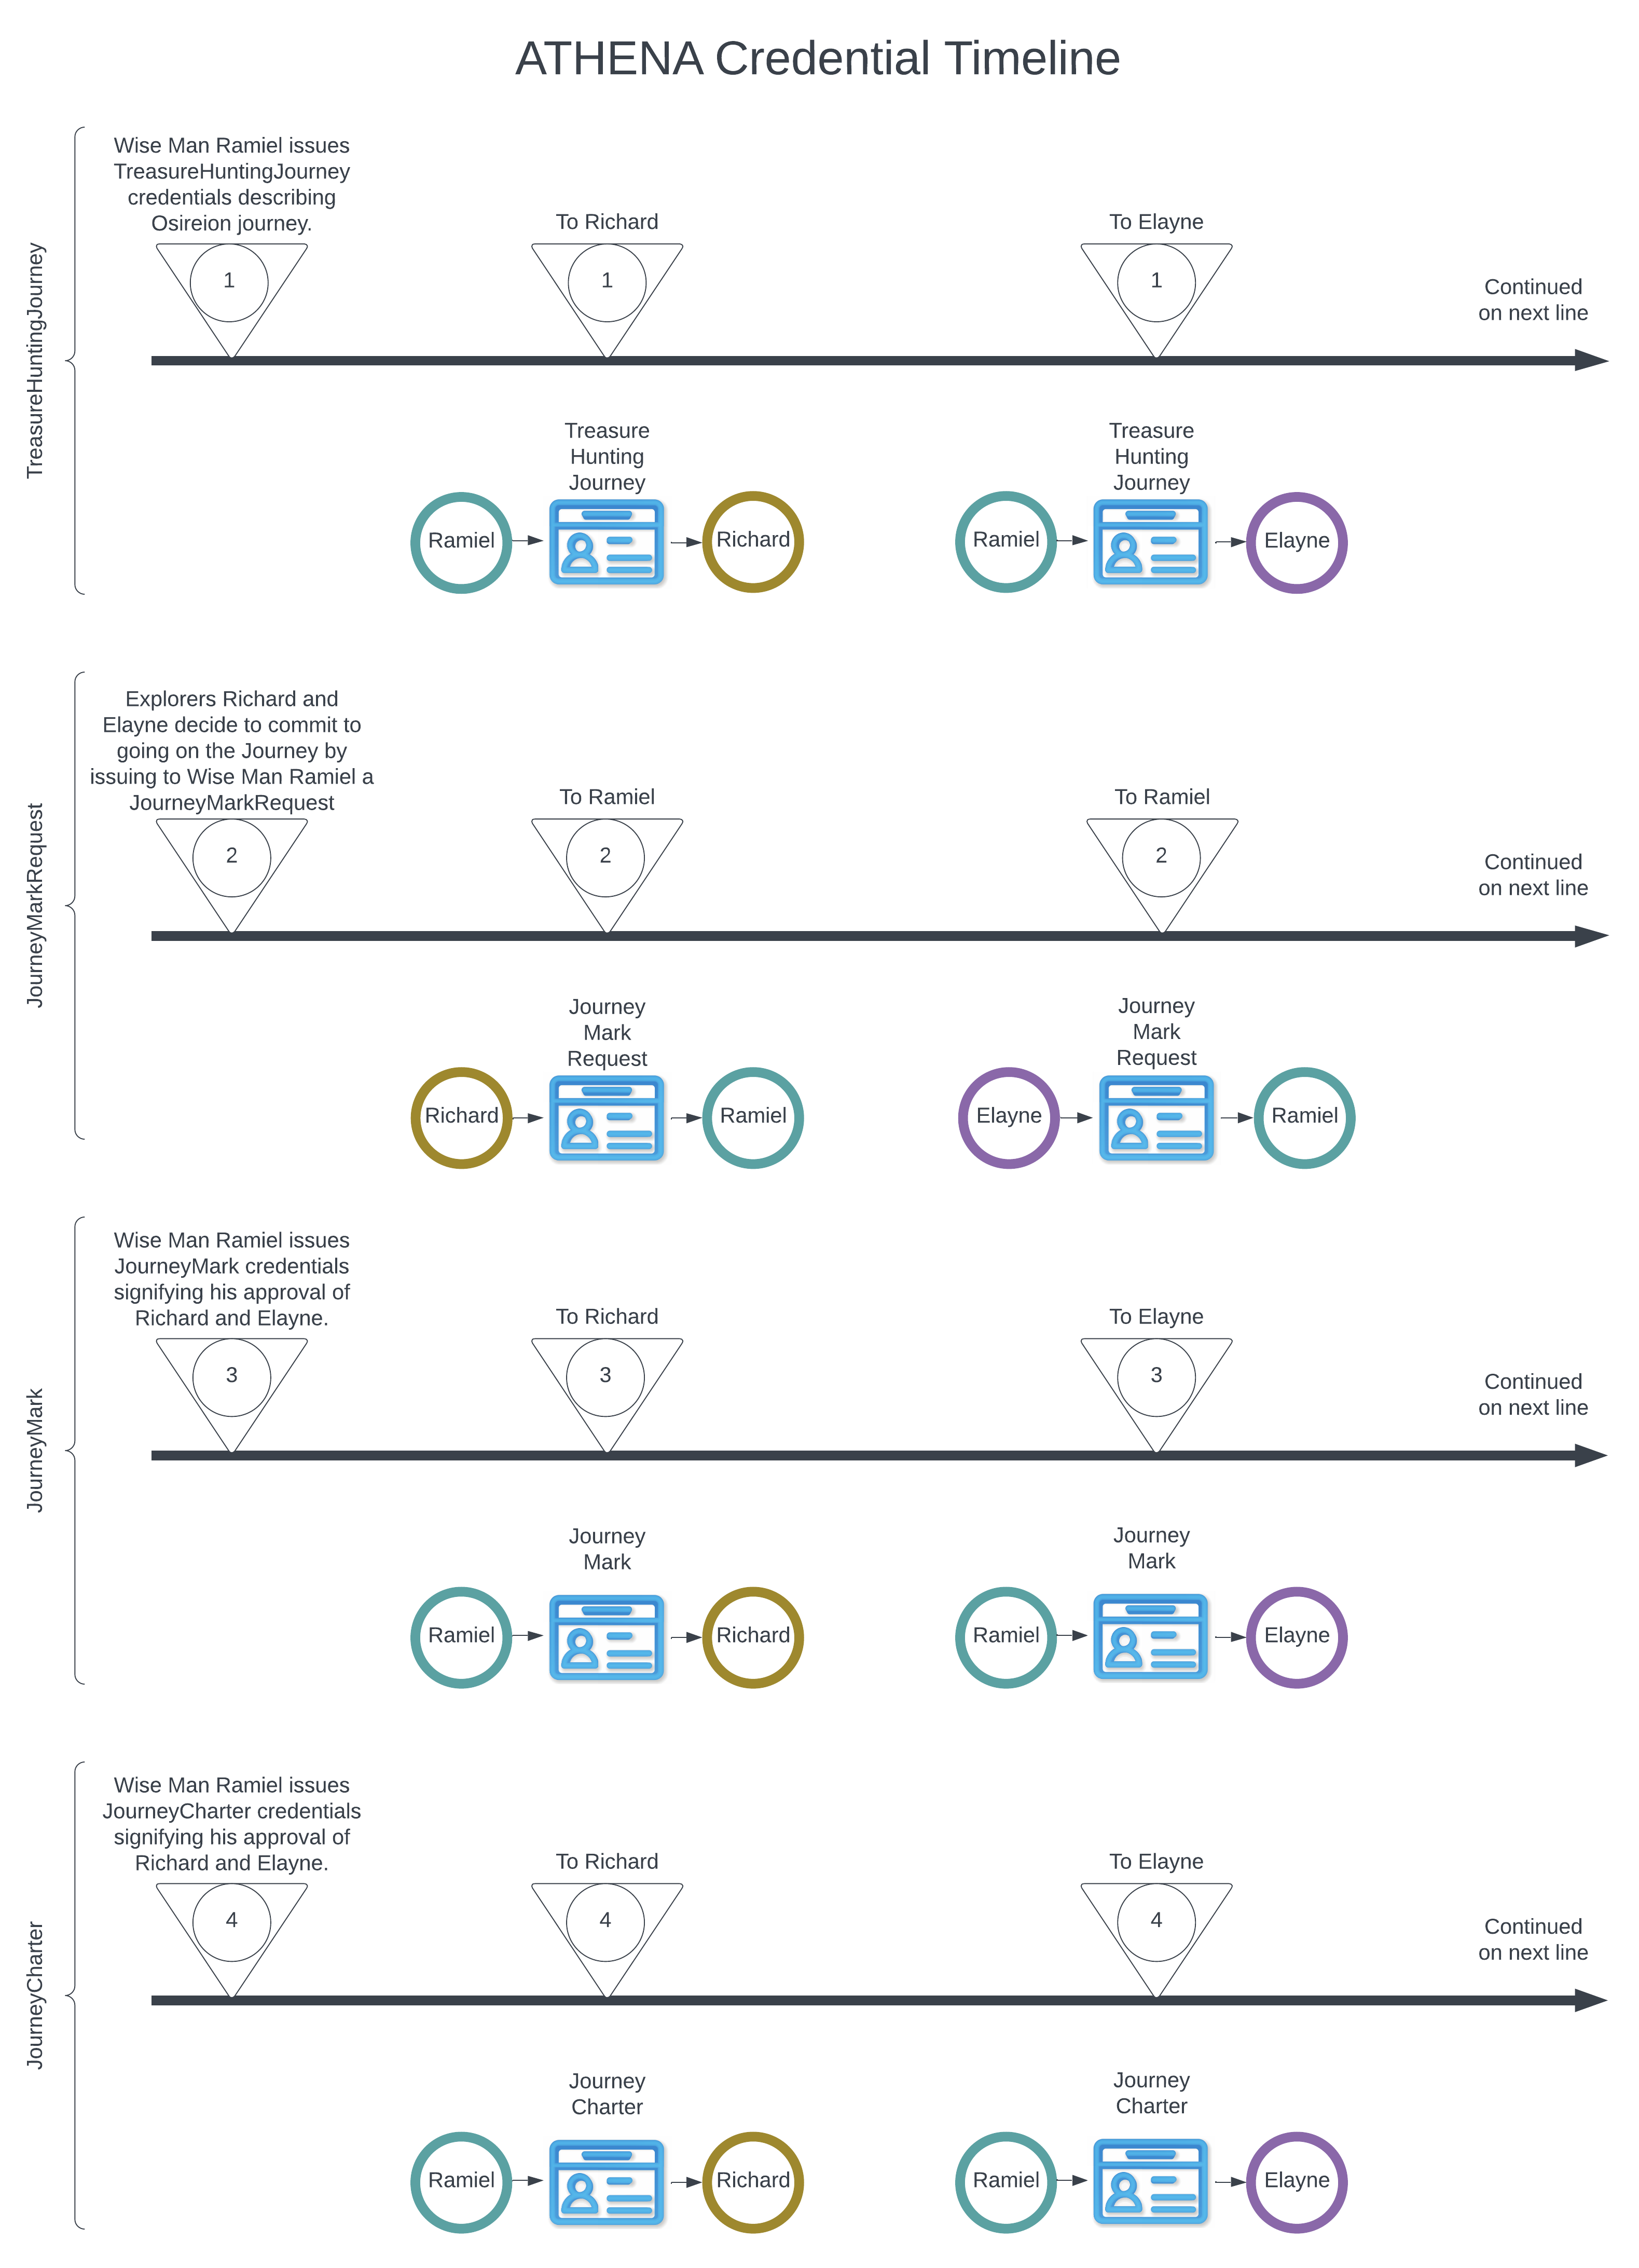 ATHENA Credential Timeline
TreasureHuntingJourney
Wise Man Ramiel issues
TreasureHuntingJourney
credentials describing
Osireion journey.
1
To Richard
1
To Elayne
1
Continued
on next line
Treasure
Hunting
Journey
Ramiel
Richard
Treasure
Hunting
Journey
Ramiel
Elayne
JourneyMarkRequest
Explorers Richard and
Elayne decide to commit to
going on the Journey by
issuing to Wise Man Ramiel a
JourneyMarkRequest
2
To Ramiel
2
To Ramiel
2
Continued
on next line
Journey
Mark
Request
Richard
Ramiel
Journey
Mark
Request
Elayne
Ramiel
JourneyMark
Wise Man Ramiel issues
JourneyMark credentials
signifying his approval of
Richard and Elayne.
3
To Richard
3
To Elayne
3
Continued
on next line
Journey
Mark
Ramiel
Richard
Journey
Mark
Ramiel
Elayne
JourneyCharter
Wise Man Ramiel issues
JourneyCharter credentials
signifying his approval of
Richard and Elayne.
4
To Richard
4
To Elayne
4
Continued
on next line
Journey
Charter
Ramiel
Richard
Journey
Charter
Ramiel
Elayne